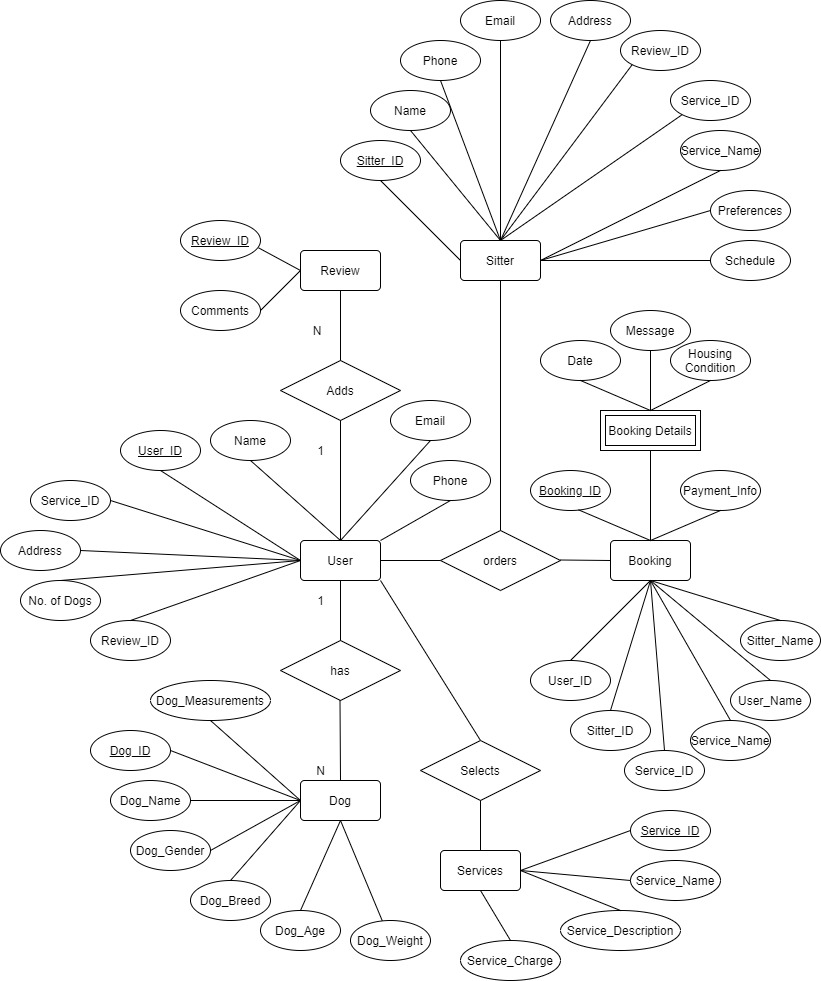 Email
Address
Review_ID
Phone
Service_ID
Name
Service_Name
Sitter_ID
Preferences
Review_ID
Sitter
Schedule
Review
Comments
N
Message
Date
Housing
Condition
Adds
Email
Booking Details
Name
User_ID
1
Phone
Booking_ID
Payment_Info
Service_ID
Address
User
orders
Booking
No. of Dogs
1
Review_ID
Sitter_Name
has
User_ID
Dog_Measurements
User_Name
Sitter_ID
Service_Name
Dog_ID
N
Selects
Service_ID
Dog_Name
Dog
Service_ID
Dog_Gender
Services
Service_Name
Dog_Breed
Dog_Age
Service_Description
Dog_Weight
Service_Charge